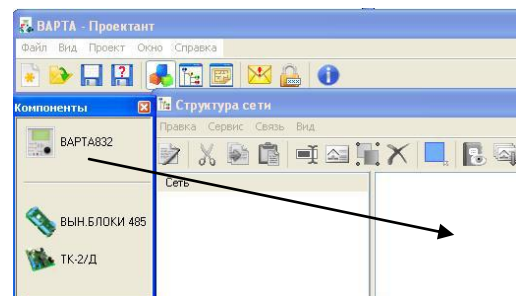 ВАРТА - Проектант
Файл Вид Проект Окно Справка
Компоненты
Структура сети
Правка Сервис Связь Вид
ВАРТА832
Сеть
ВЫН.БЛОКИ 485
ТК-2/Д